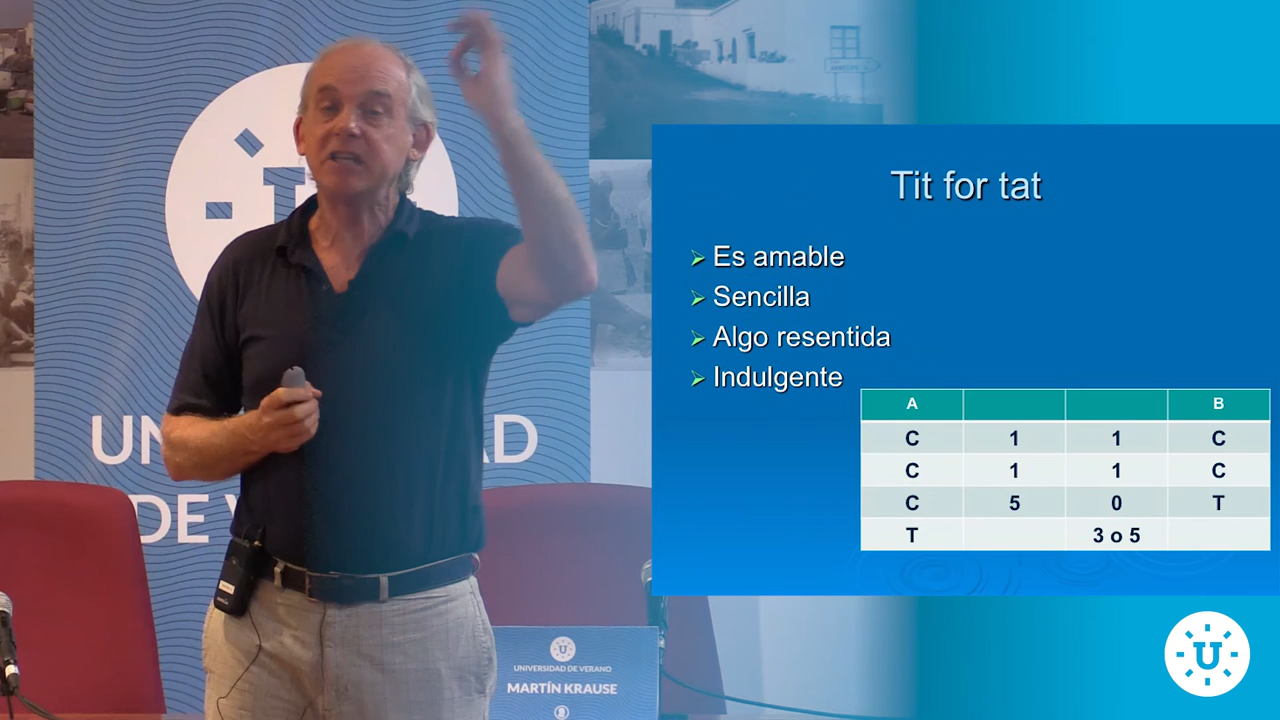 Tit for tat
Es amable
Sencilla
Algo resentida
Indulgente
A B
C 1 1 C
C 1 1 C
C 5 0 T
T 3 o 5
U
UNIVERSIDAD DE VERANO
MARTÍN KRAUSE
U